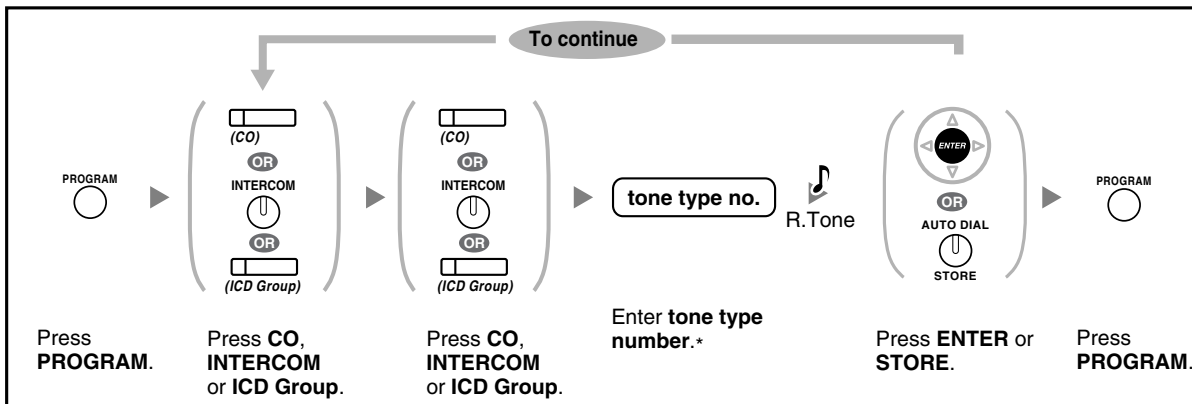 To continue
PROGRAM
(CO)
OR
INTERCOM
OR
(ICD Group)
(CO)
OR
INTERCOM
OR
(ICD Group)
tone type no.
R.Tone
ENTER
OR
AUTO DIAL
STORE
PROGRAM
Press
PROGRAM.
Press CO,
INTERCOM
or ICD Group.
Press CO,
INTERCOM
or ICD Group.
Enter tone type
number.*
Press ENTER or
STORE.
Press
PROGRAM.